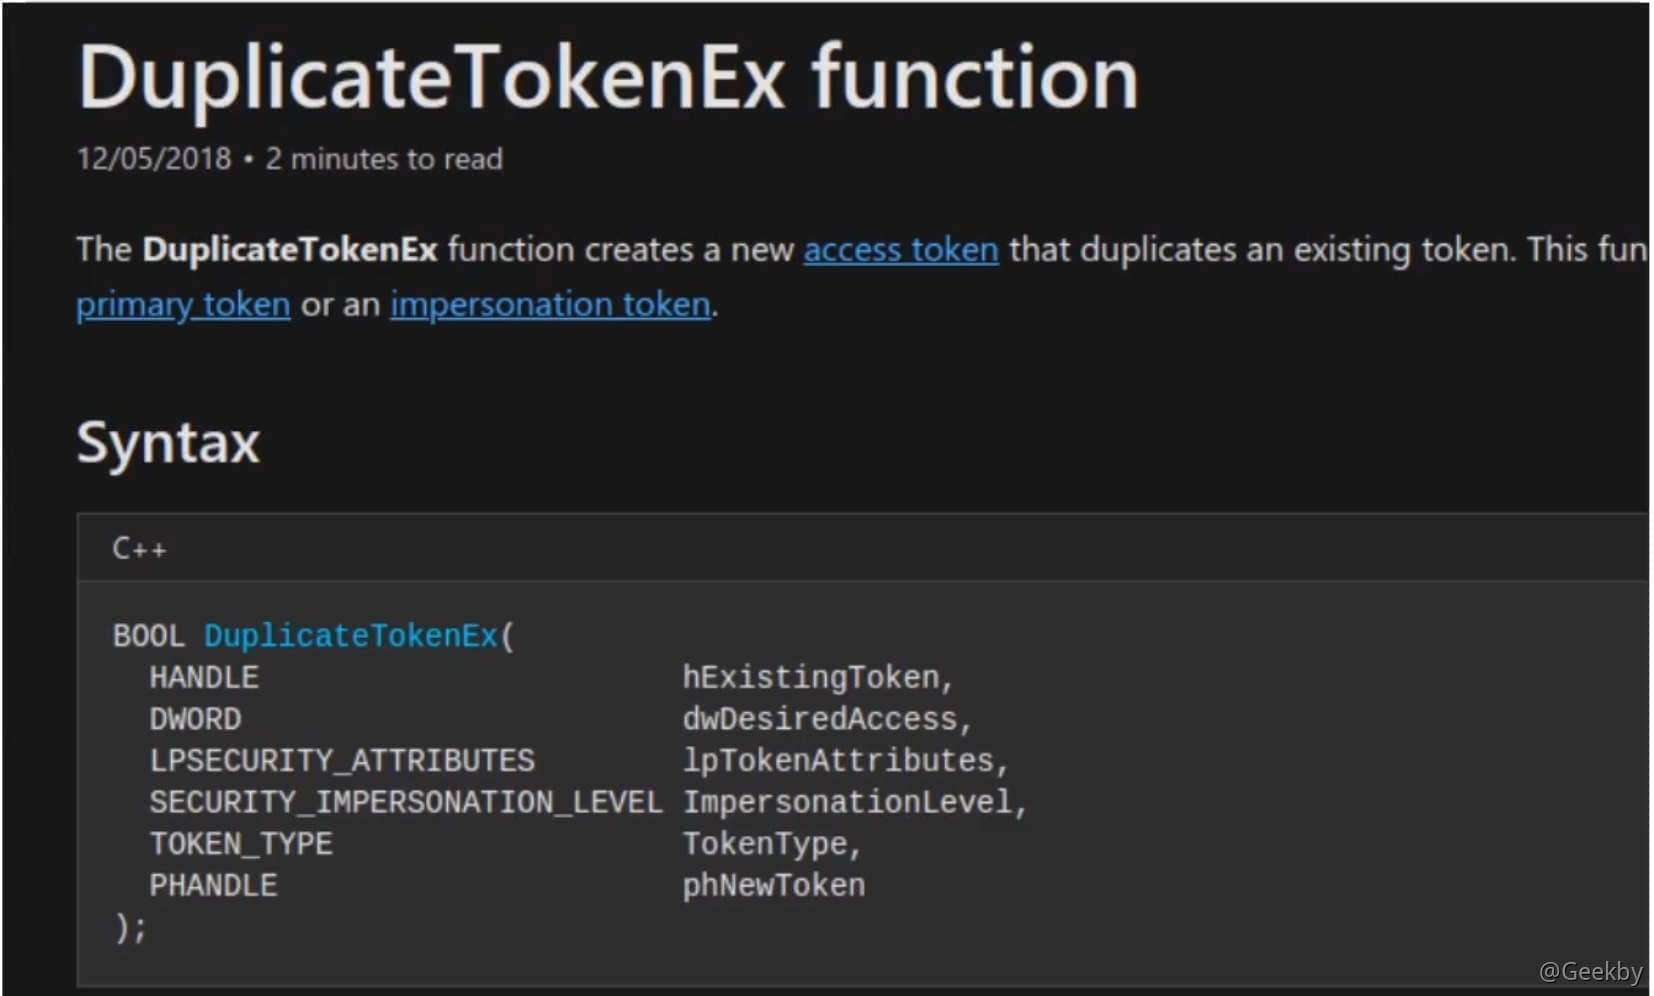 DuplicateTokenEx function
12/05/2018 • 2 minutes to read
The DuplicateTokenEx function creates a new access token that duplicates an existing token. This fun
primary token or an impersonation token.
Syntax
C++
BOOL DuplicateTokenEx(
  HANDLE                       hExistingToken,
  DWORD                        dwDesiredAccess,
  LPSECURITY_ATTRIBUTES        lpTokenAttributes,
  SECURITY_IMPERSONATION_LEVEL ImpersonationLevel,
  TOKEN_TYPE                   TokenType,
  PHANDLE                      phNewToken
);
@Geekby